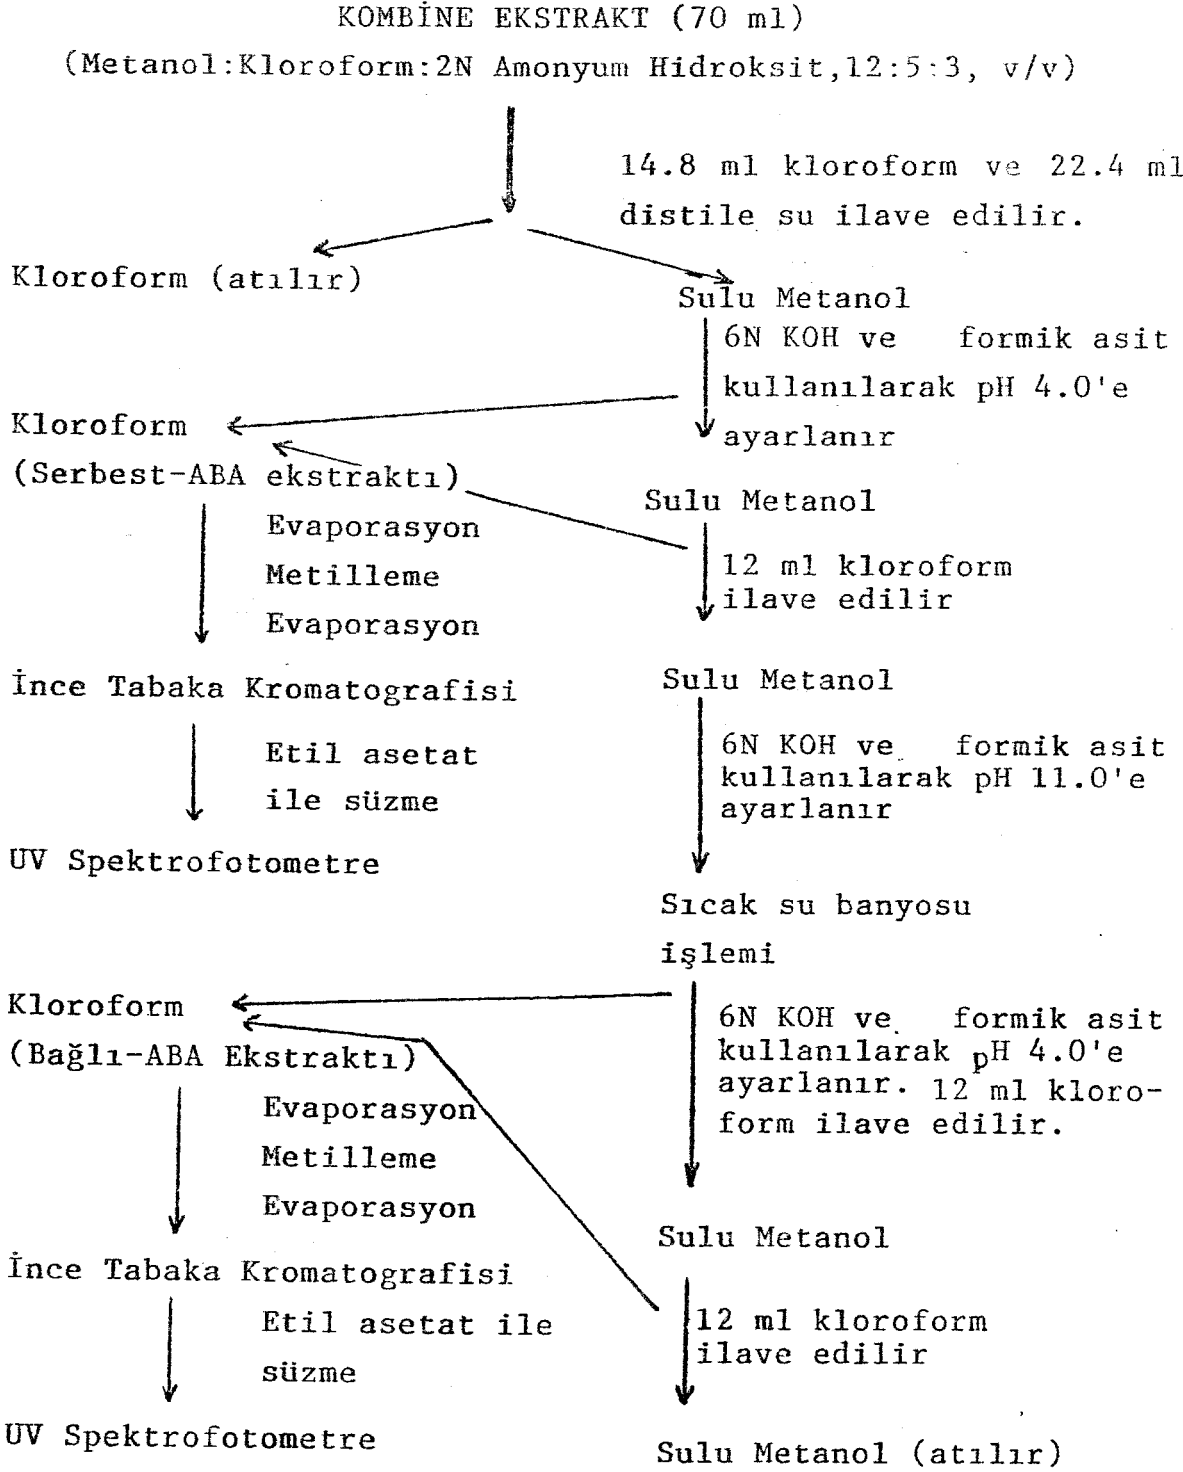 KOMBİNE EKSTRAKT (70 ml)
(Metanol:Kloroform:2N Amonyum Hidroksit,12:5:3, v/v)
14.8 ml kloroform ve 22.4 ml
distile su ilave edilir.
Kloroform (atılır)
Sulu Metanol
6N KOH ve formik asit
kullanılarak pH 4.0'e
ayarlanır
Kloroform
(Serbest-ABA ekstraktı)
Sulu Metanol
Evaporasyon
Metilleme
Evaporasyon
12 ml kloroform
ilave edilir
İnce Tabaka Kromatografisi
Sulu Metanol
Etil asetat
ile süzme
6N KOH ve formik asit
kullanılarak pH 11.0'e
ayarlanır
UV Spektrofotometre
Sıcak su banyosu
işlemi
Kloroform
(Bağlı-ABA Ekstraktı)
6N KOH ve formik asit
kullanılarak pH 4.0'e
ayarlanır. 12 ml kloro-
form ilave edilir.
Evaporasyon
Metilleme
Evaporasyon
Sulu Metanol
İnce Tabaka Kromatografisi
Etil asetat ile
süzme
12 ml kloroform
ilave edilir
UV Spektrofotometre
Sulu Metanol (atılır)